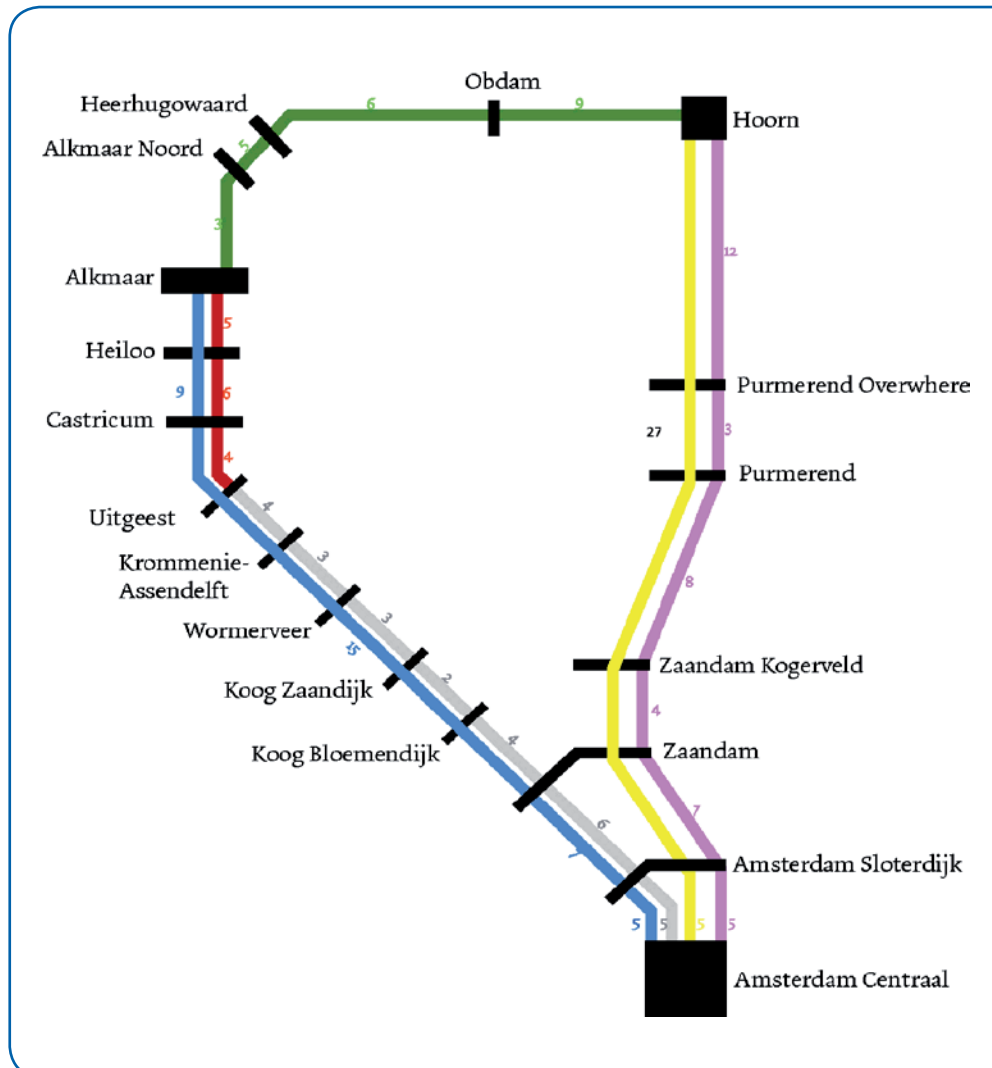 Obdam
Heerhugowaard
6
9
Hoorn
Alkmaar Noord
5
3
12
Alkmaar
5
Heiloo
9
6
Purmerend Overwhere
Castricum
27
3
4
Purmerend
Uitgeest
4
Krommenie-
Assendelft
3
8
Wormerveer
15
3
Zaandam Kogerveld
Koog Zaandijk
2
4
Koog Bloemendijk
4
Zaandam
6
7
7
Amsterdam Sloterdijk
5
5
5
5
Amsterdam Centraal